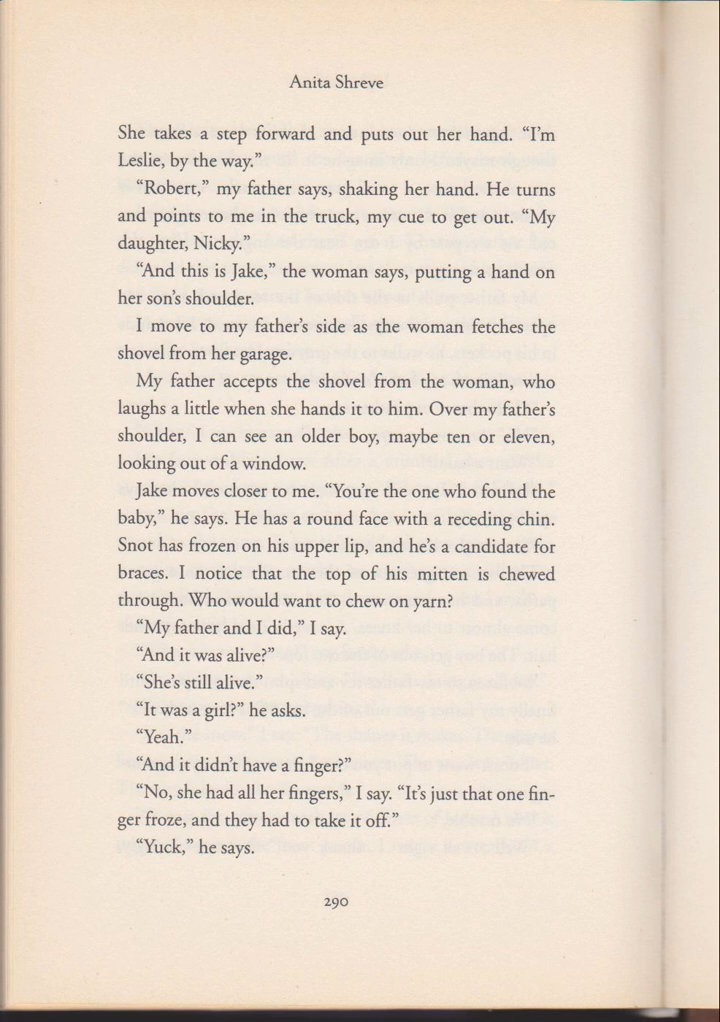 Anita Shreve
She takes a step forward and puts out her hand. “I’m
Leslie, by the way.”
“Robert,” my father says, shaking her hand. He turns
and points to me in the truck, my cue to get out. “My
daughter, Nicky.”
“And this is Jake,” the woman says, putting a hand on
her son’s shoulder.
I move to my father’s side as the woman fetches the
shovel from her garage.
My father accepts the shovel from the woman, who
laughs a little when she hands it to him. Over my father’s
shoulder, I can see an older boy, maybe ten or eleven,
looking out of a window.
Jake moves closer to me. “You’re the one who found the
baby,” he says. He has a round face with a receding chin.
Snot has frozen on his upper lip, and he’s a candidate for
braces. I notice that the top of his mitten is chewed
through. Who would want to chew on yarn?
“My father and I did,” I say.
“And it was alive?”
“She’s still alive.”
“It was a girl?” he asks.
“Yeah.”
“And it didn’t have a finger?”
“No, she had all her fingers,” I say. “It’s just that one fin-
ger froze, and they had to take it off.”
“Yuck,” he says.
290